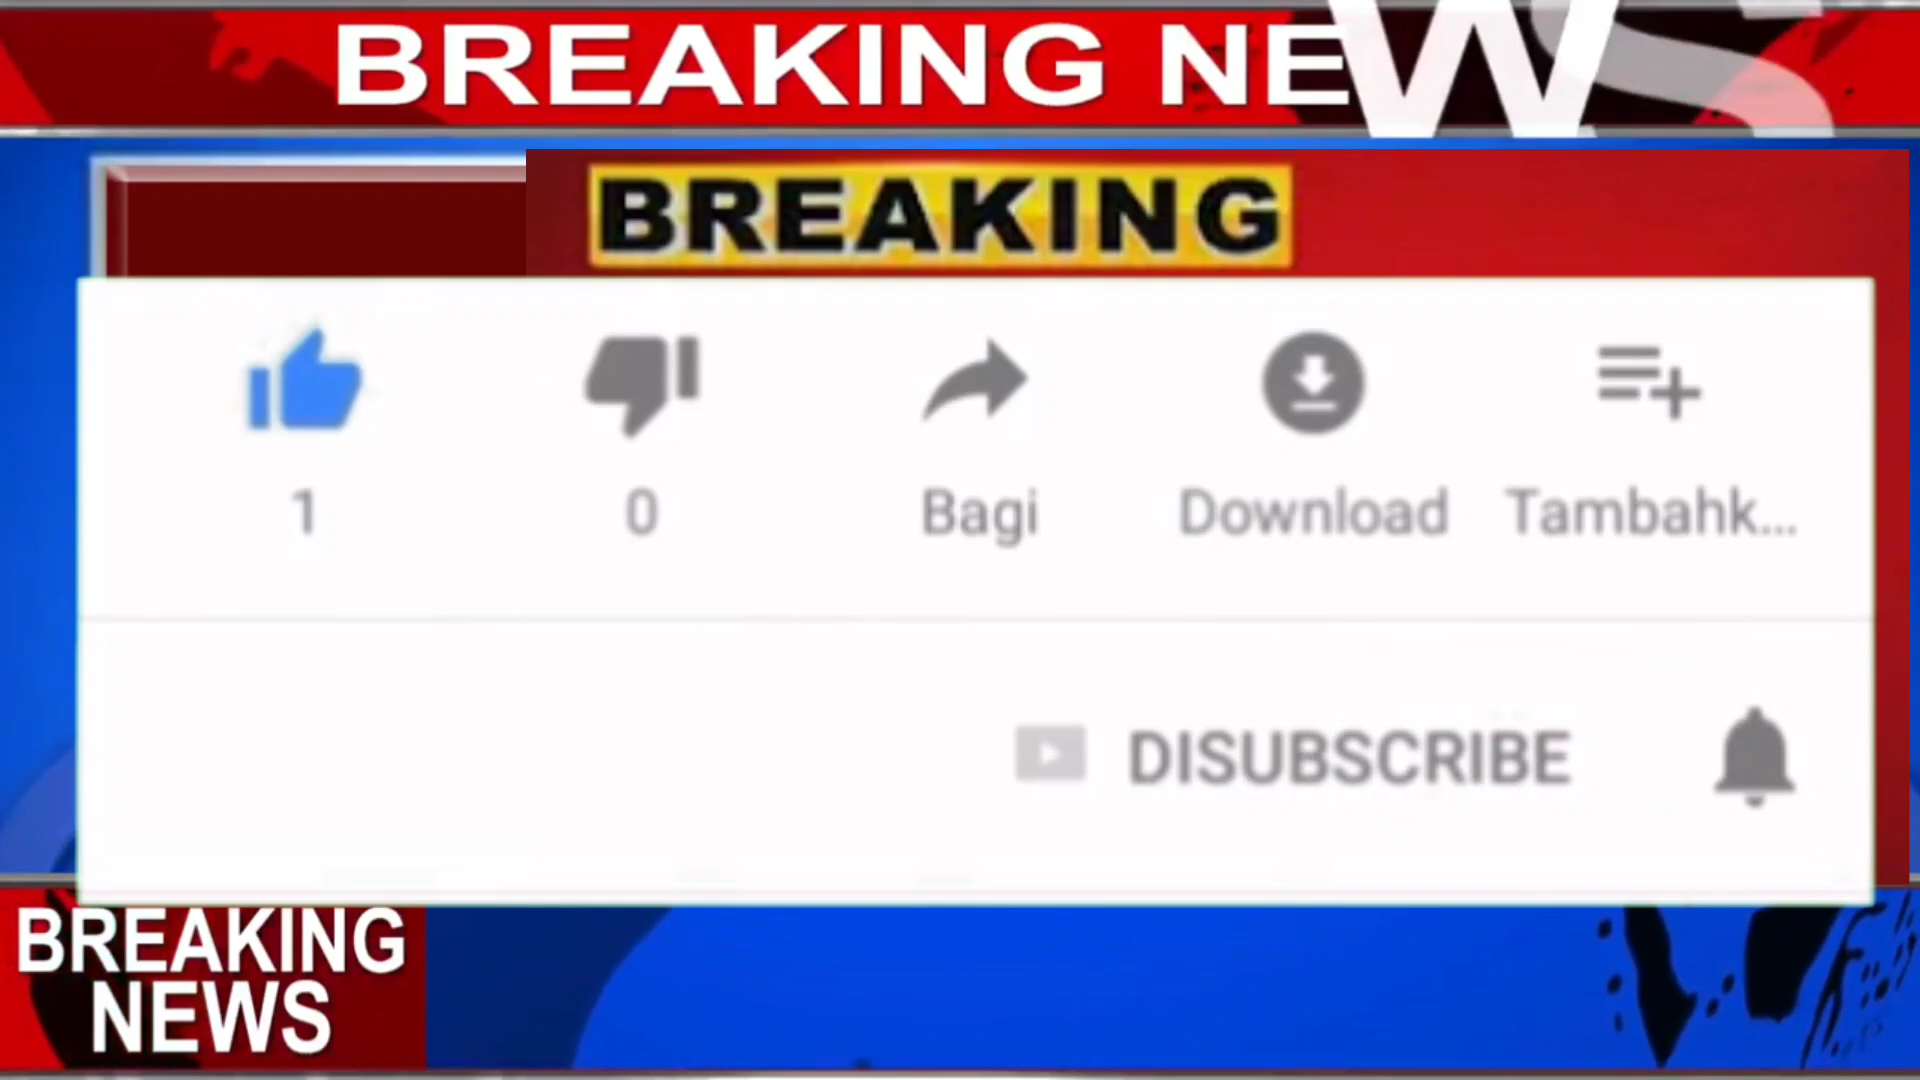 BREAKING NEWS
BREAKING
1 0 Bagi Download Tambahk...
DISUBSCRIBE
BREAKING
NEWS